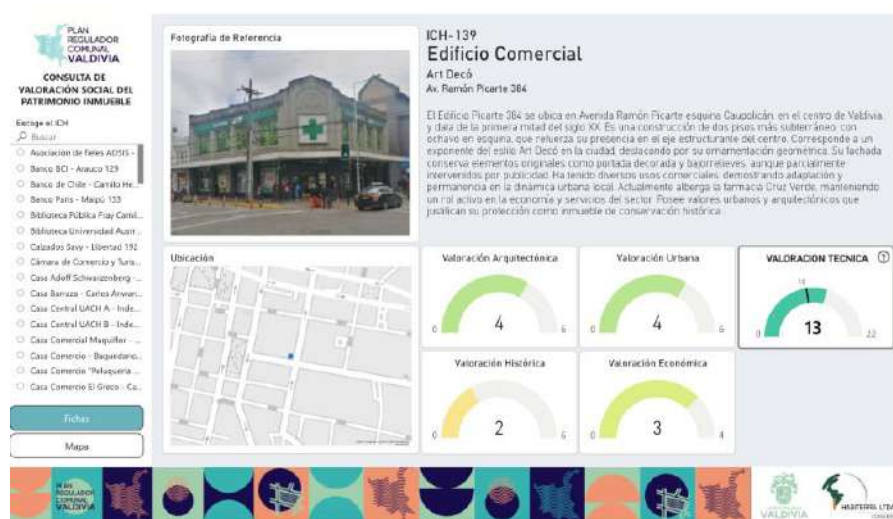 PLAN
REGULADOR
COMUNAL
VALDIVIA
CONSULTA DE
VALORACIÓN SOCIAL DEL
PATRIMONIO INMUEBLE
Escoge el ICH
Buscar
Asociación de Fieles ADSIS -
Banco BCI - Arauco 129
Banco de Chile - Camilo He...
Banco Paris - Maipú 133
Biblioteca Pública Fray Camil...
Biblioteca Universidad Austr...
Calzados Savy - Libertad 192
Cámara de Comercio y Turis...
Casa Adolf Schwarzenberg -...
Casa Barraza - Carlos Anwan...
Casa Central UACH A - Inde...
Casa Central UACH B - Inde...
Casa Comercial Maquiflor - ...
Casa Comercio - Baquedano...
Casa Comercio "Peluquería ...
Casa Comercio El Greco - Ca...
Fichas
Mapa
Fotografía de Referencia
Ubicación
ICH-139
Edificio Comercial
Art Decó
Av. Ramón Picarte 384
El Edificio Picarte 384 se ubica en Avenida Ramón Picarte esquina Caupolicán, en el centro de Valdivia
y data de la primera mitad del siglo XX. Es una construcción de dos pisos más subterráneo, con
ochavo en esquina, que refuerza su presencia en el eje estructurante del centro. Corresponde a un
exponente del estilo Art Decó en la ciudad, destacando por su ornamentación geométrica. Su fachada
conserva elementos originales como portada decorada y bajorrelieves, aunque parcialmente
intervenidos por publicidad. Ha tenido diversos usos comerciales, demostrando adaptación y
permanencia en la dinámica urbana local. Actualmente alberga la farmacia Cruz Verde, manteniendo
un rol activo en la economía y servicios del sector. Posee valores urbanos y arquitectónicos que
justifican su protección como inmueble de conservación histórica.
Valoración Arquitectónica
0 4 6
Valoración Urbana
0 4 6
VALORACION TECNICA ?
0 13 22
Valoración Histórica
0 2 6
Valoración Económica
0 3 4
PLAN
REGULADOR
COMUNAL
VALDIVIA
VALDIVIA
HABITERRA LTDA